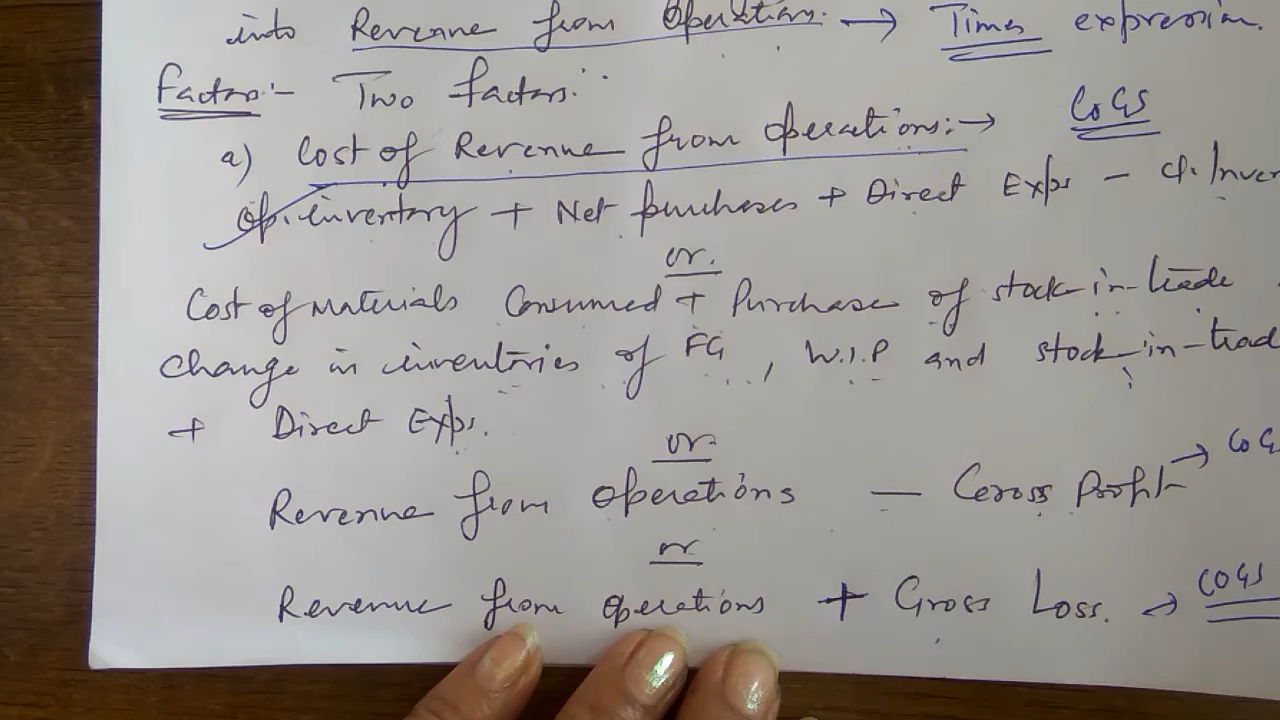 into Revenue from Operations. → Times expression.
Factors:- Two factors:
a) Cost of Revenue from Operations:→ COGS
Op. inventory + Net purchases + Direct Exps - Cl. Inven
or.
Cost of Materials Consumed + Purchase of stock-in-trade
change in inventories of FG, W.I.P and stock-in-trad
+ Direct Exps.
or
Revenue from operations - Gross Profit → COG
or
Revenue from operations + Gross Loss. → COGS